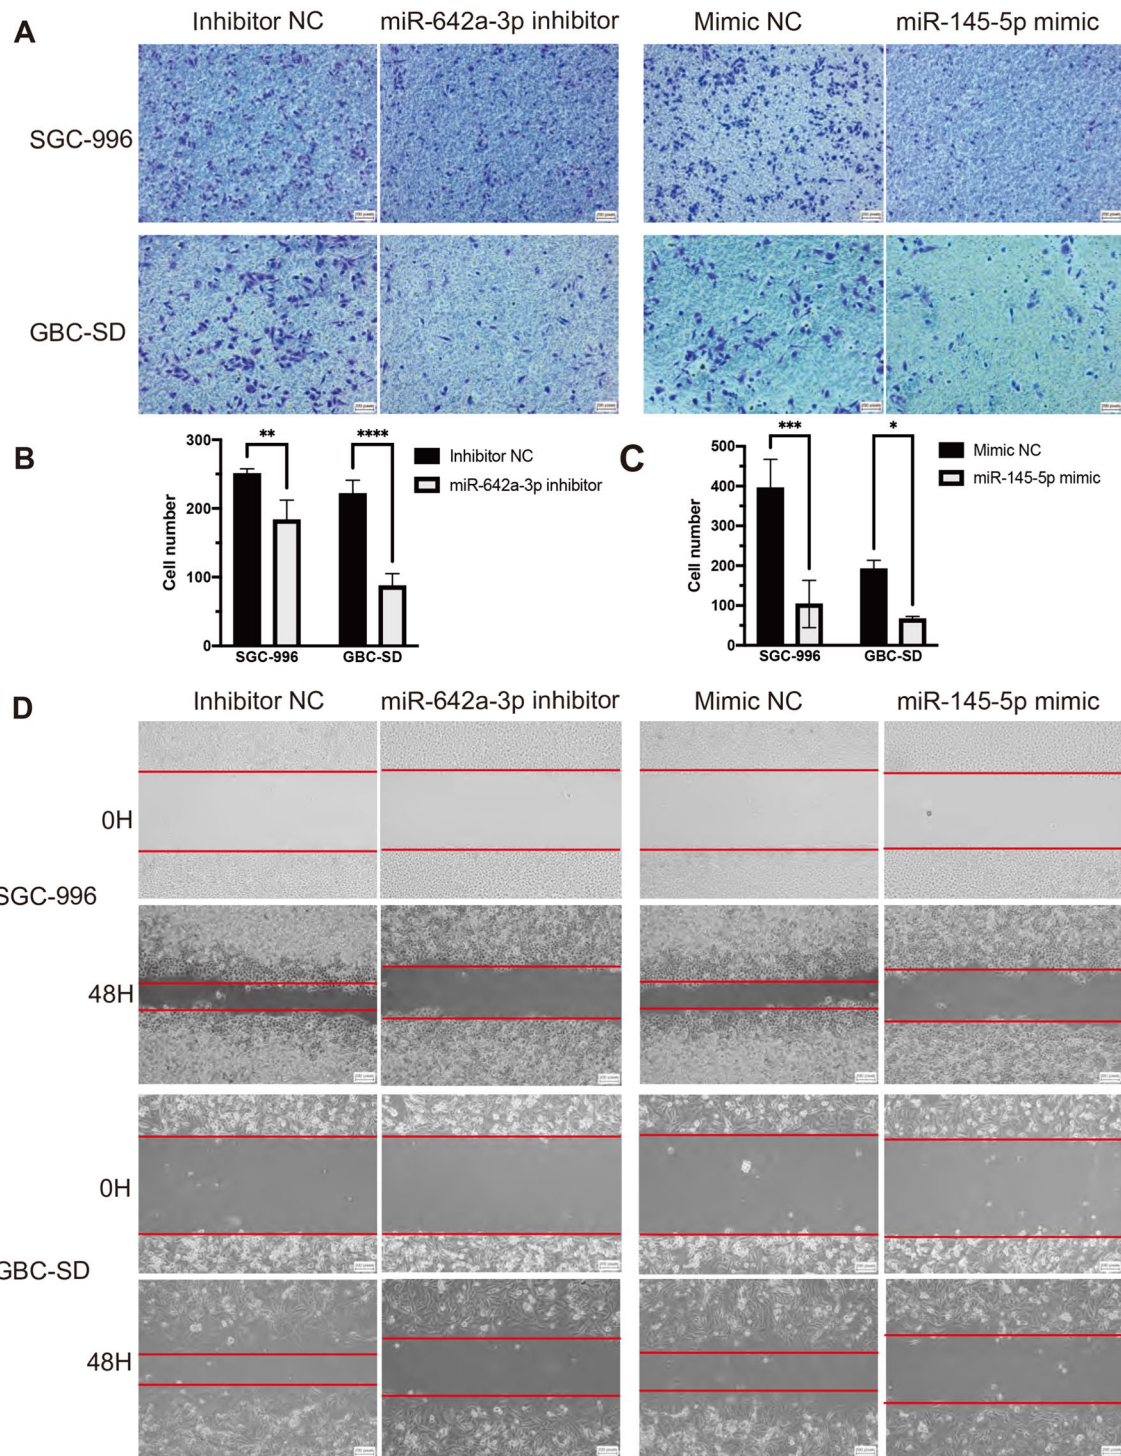 A
Inhibitor NC
miR-642a-3p inhibitor
Mimic NC
miR-145-5p mimic
SGC-996
GBC-SD
B
300
200
100
0
Cell number
**
****
SGC-996
GBC-SD
Inhibitor NC
miR-642a-3p inhibitor
C
500
400
300
200
100
0
Cell number
***
*
SGC-996
GBC-SD
Mimic NC
miR-145-5p mimic
D
Inhibitor NC
miR-642a-3p inhibitor
Mimic NC
miR-145-5p mimic
0H
SGC-996
48H
0H
GBC-SD
48H